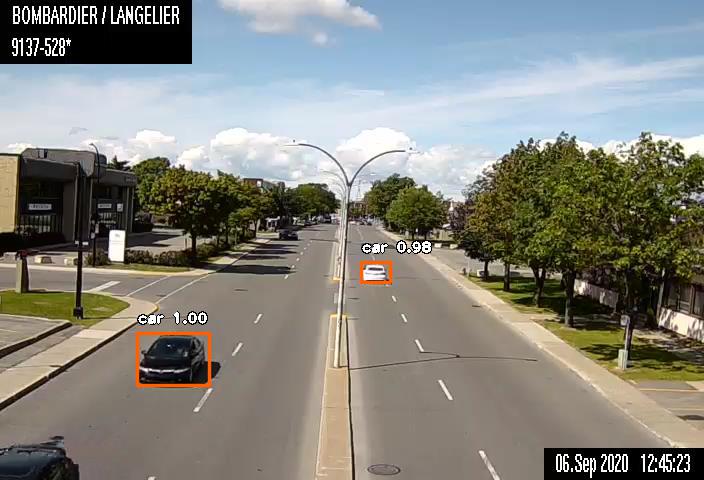 BOMBARDIER / LANGELIER
9137-528*
car 0.98
car 1.00
06.Sep 2020 12:45:23